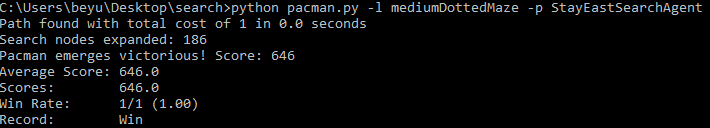 C:\Users\beyu\Desktop\search>python pacman.py -l mediumDottedMaze -p StayEastSearchAgent
Path found with total cost of 1 in 0.0 seconds
Search nodes expanded: 186
Pacman emerges victorious! Score: 646
Average Score: 646.0
Scores:        646.0
Win Rate:      1/1 (1.00)
Record:        Win